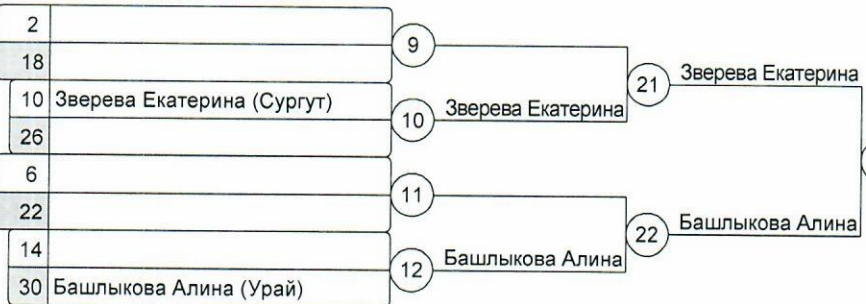 2
18
9
10 Зверева Екатерина (Сургут)
26
10 Зверева Екатерина
21 Зверева Екатерина
6
22
11
14
30 Башлыкова Алина (Урай)
12 Башлыкова Алина
22 Башлыкова Алина